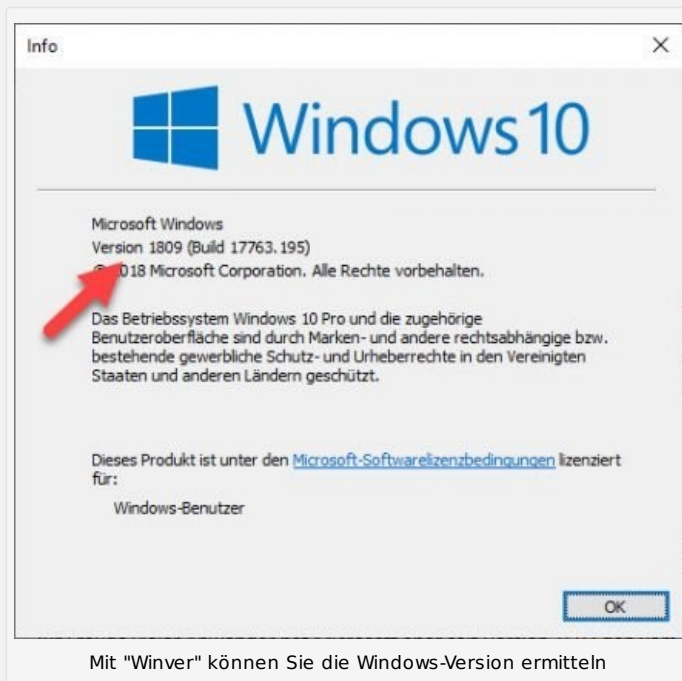 Info
Windows 10
Microsoft Windows
Version 1809 (Build 17763.195)
2018 Microsoft Corporation. Alle Rechte vorbehalten.
Das Betriebssystem Windows 10 Pro und die zugehörige
Benutzeroberfläche sind durch Marken- und andere rechtsabhängige bzw.
bestehende gewerbliche Schutz- und Urheberrechte in den Vereinigten
Staaten und anderen Ländern geschützt.
Dieses Produkt ist unter den Microsoft-Softwarelizenzbedingungen lizenziert
für:
Windows-Benutzer
OK
Mit "Winver" können Sie die Windows-Version ermitteln